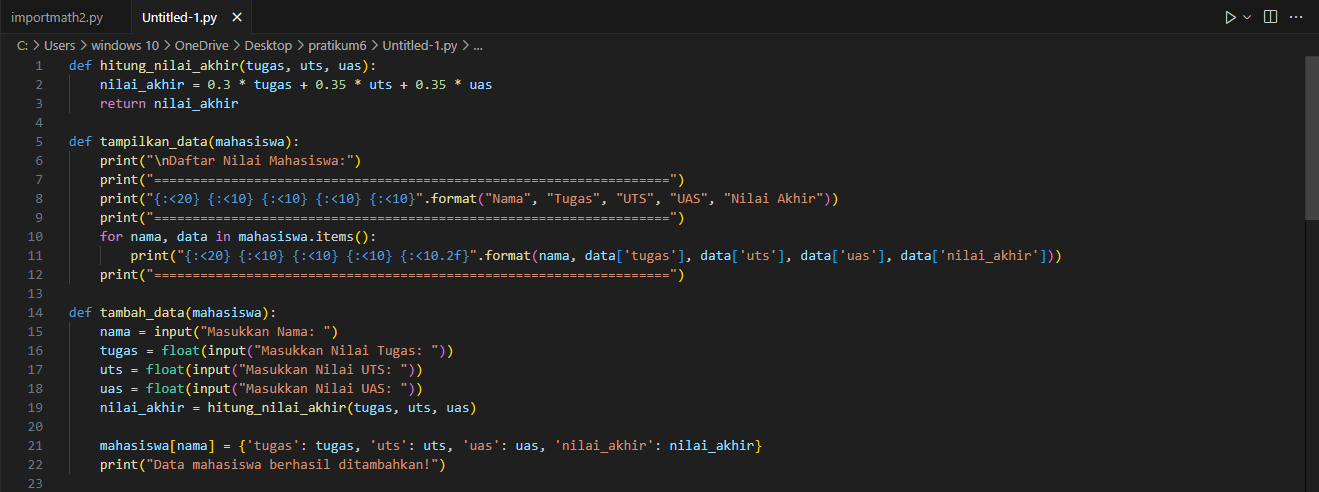 importmath2.py Untitled-1.py
C: > Users > windows 10 > OneDrive > Desktop > pratikum6 > Untitled-1.py > ...
1 def hitung_nilai_akhir(tugas, uts, uas):
2     nilai_akhir = 0.3 * tugas + 0.35 * uts + 0.35 * uas
3     return nilai_akhir
4
5 def tampilkan_data(mahasiswa):
6     print("\nDaftar Nilai Mahasiswa:")
7     print("===================================================================")
8     print("{:<20} {:<10} {:<10} {:<10} {:<10}".format("Nama", "Tugas", "UTS", "UAS", "Nilai Akhir"))
9     print("===================================================================")
10     for nama, data in mahasiswa.items():
11         print("{:<20} {:<10} {:<10} {:<10} {:<10.2f}".format(nama, data['tugas'], data['uts'], data['uas'], data['nilai_akhir']))
12     print("===================================================================")
13
14 def tambah_data(mahasiswa):
15     nama = input("Masukkan Nama: ")
16     tugas = float(input("Masukkan Nilai Tugas: "))
17     uts = float(input("Masukkan Nilai UTS: "))
18     uas = float(input("Masukkan Nilai UAS: "))
19     nilai_akhir = hitung_nilai_akhir(tugas, uts, uas)
20
21     mahasiswa[nama] = {'tugas': tugas, 'uts': uts, 'uas': uas, 'nilai_akhir': nilai_akhir}
22     print("Data mahasiswa berhasil ditambahkan!")
23